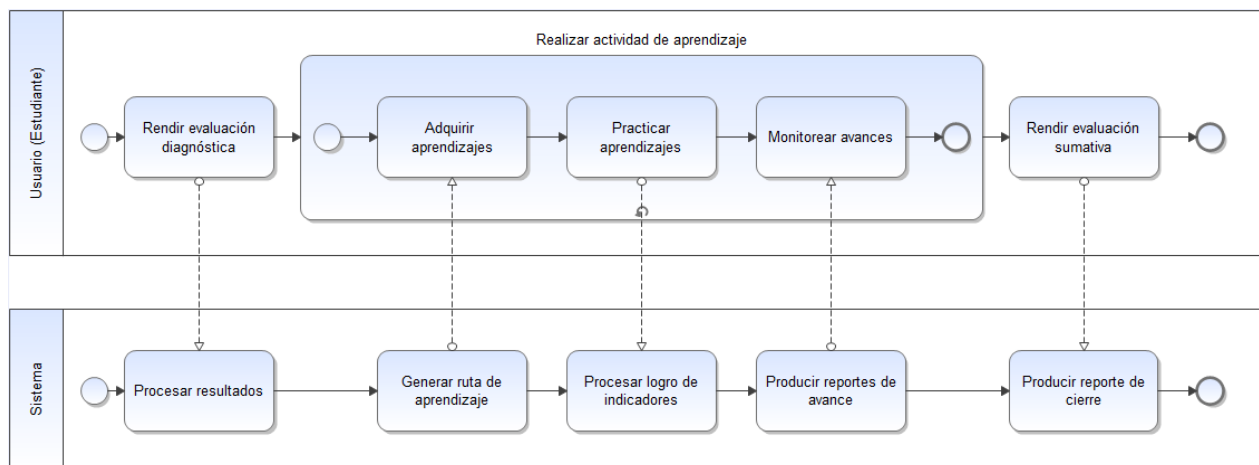 Usuario (Estudiante)
Realizar actividad de aprendizaje
Rendir evaluación
diagnóstica
Adquirir
aprendizajes
Practicar
aprendizajes
Monitorear avances
Rendir evaluación
sumativa
Sistema
Procesar resultados
Generar ruta de
aprendizaje
Procesar logro de
indicadores
Producir reportes de
avance
Producir reporte de
cierre